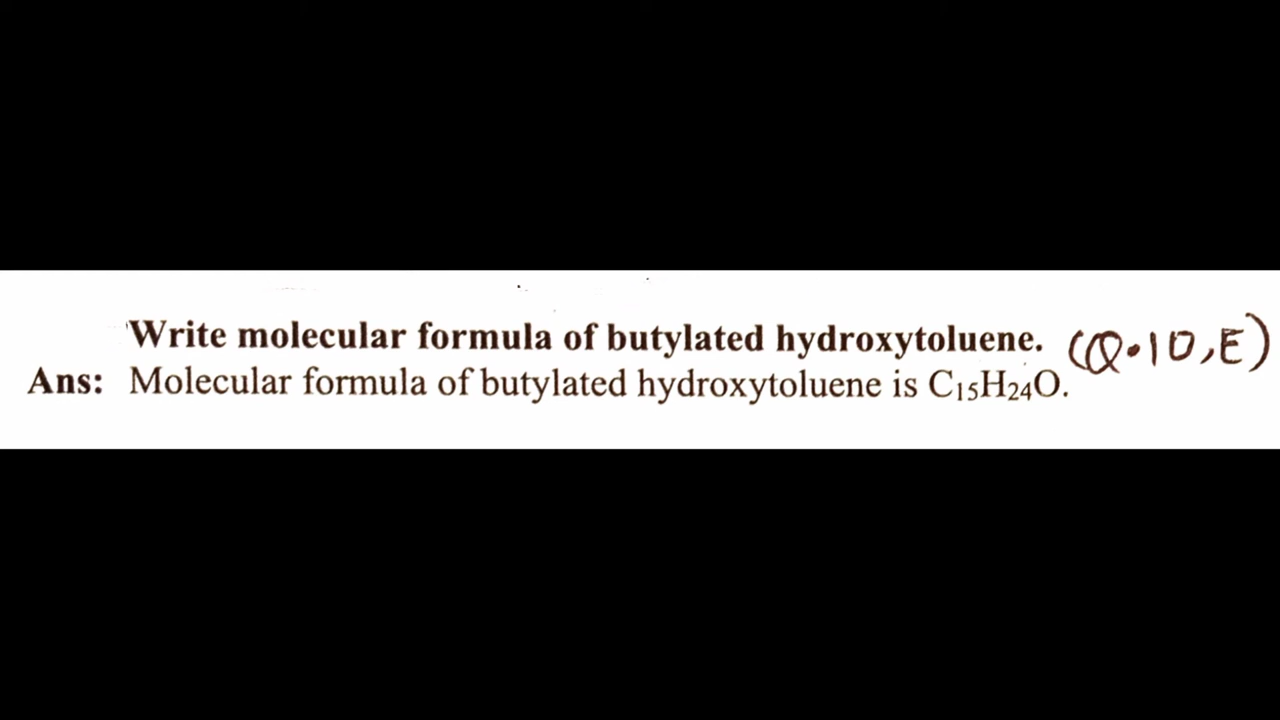 Write molecular formula of butylated hydroxytoluene. (Q.10,E)
Ans: Molecular formula of butylated hydroxytoluene is C₁₅H₂₄O.